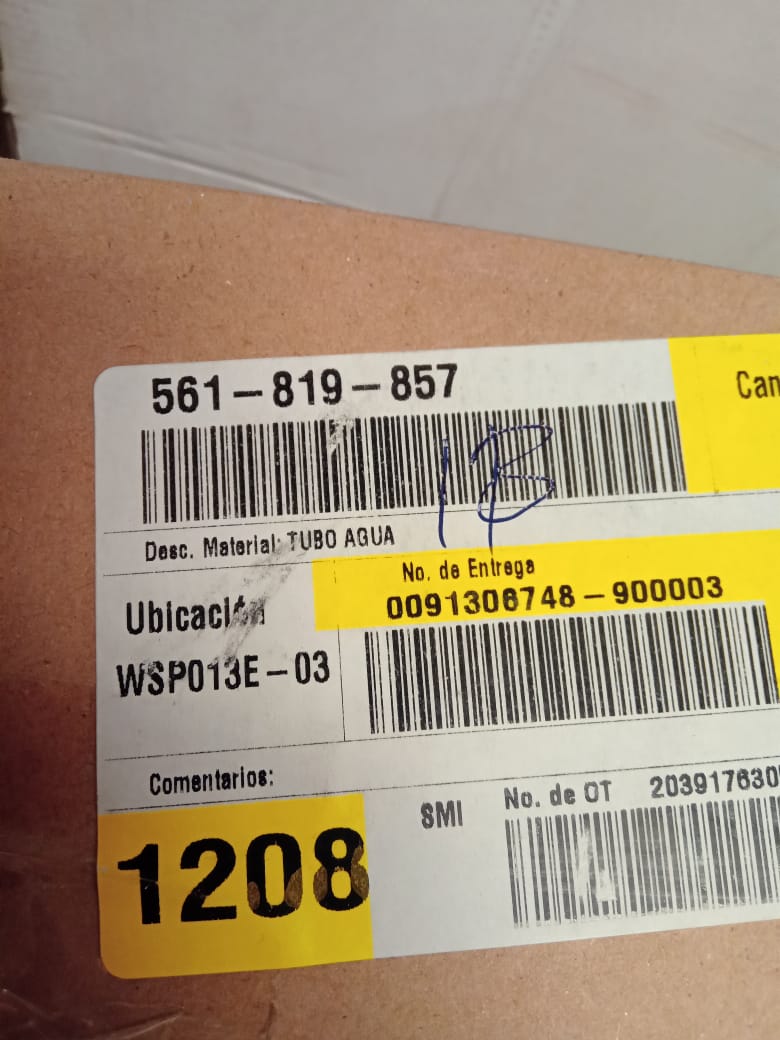 561-819-857
Can
Desc. Material: TUBO AGUA
No. de Entrega
0091306748-900003
Ubicación
WSP013E-03
Comentarios:
SMI
No. de OT 203917630
1208